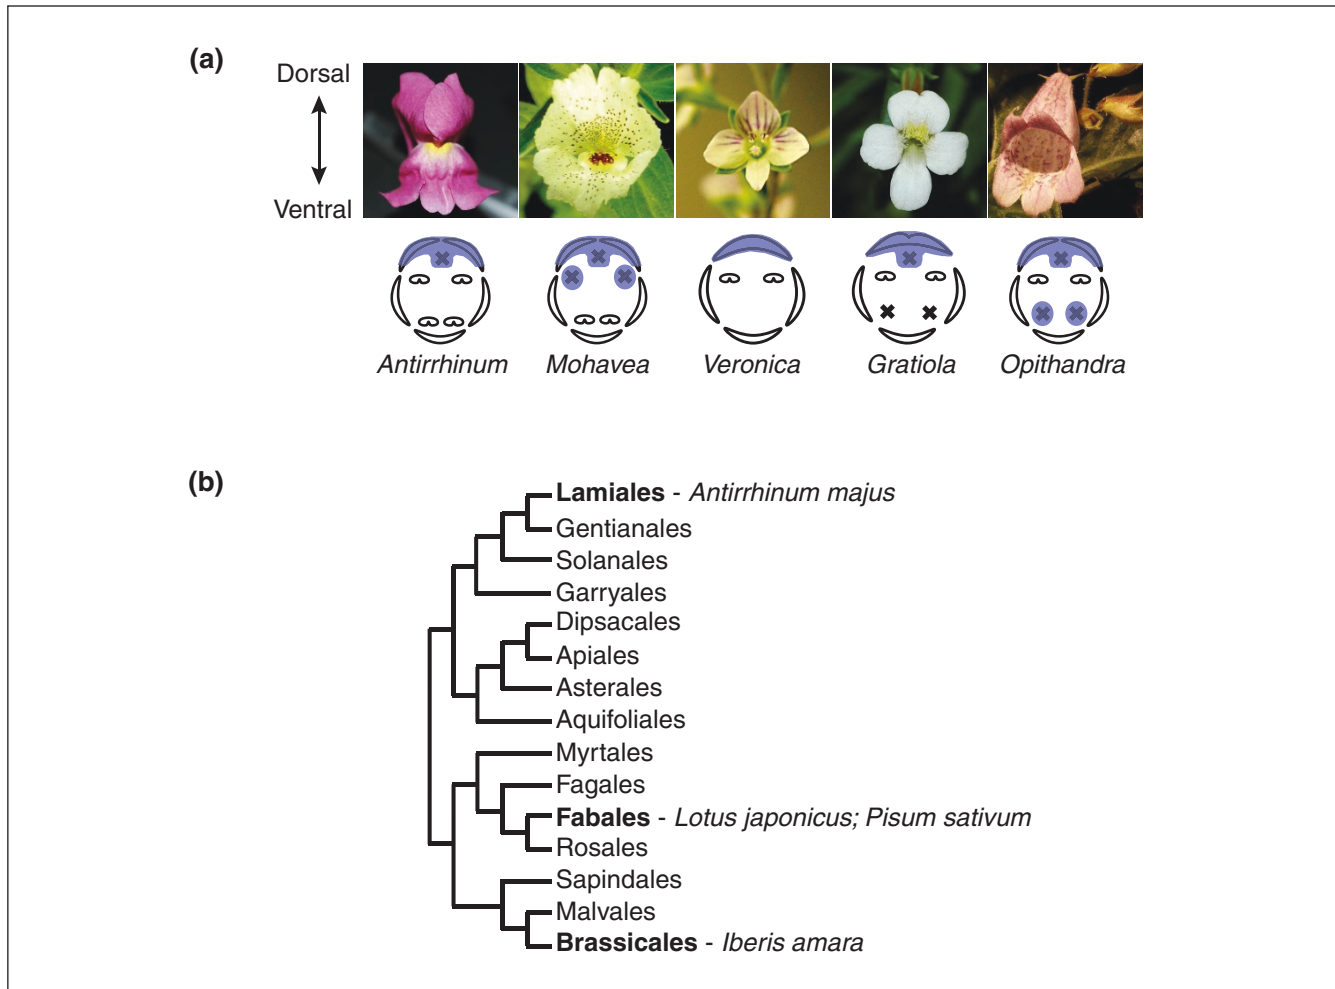 (a)
Dorsal
Ventral
Antirrhinum Mohavea Veronica Gratiola Opithandra
(b)
Lamiales - Antirrhinum majus
Gentianales
Solanales
Garryales
Dipsacales
Apiales
Asterales
Aquifoliales
Myrtales
Fagales
Fabales - Lotus japonicus; Pisum sativum
Rosales
Sapindales
Malvales
Brassicales - Iberis amara